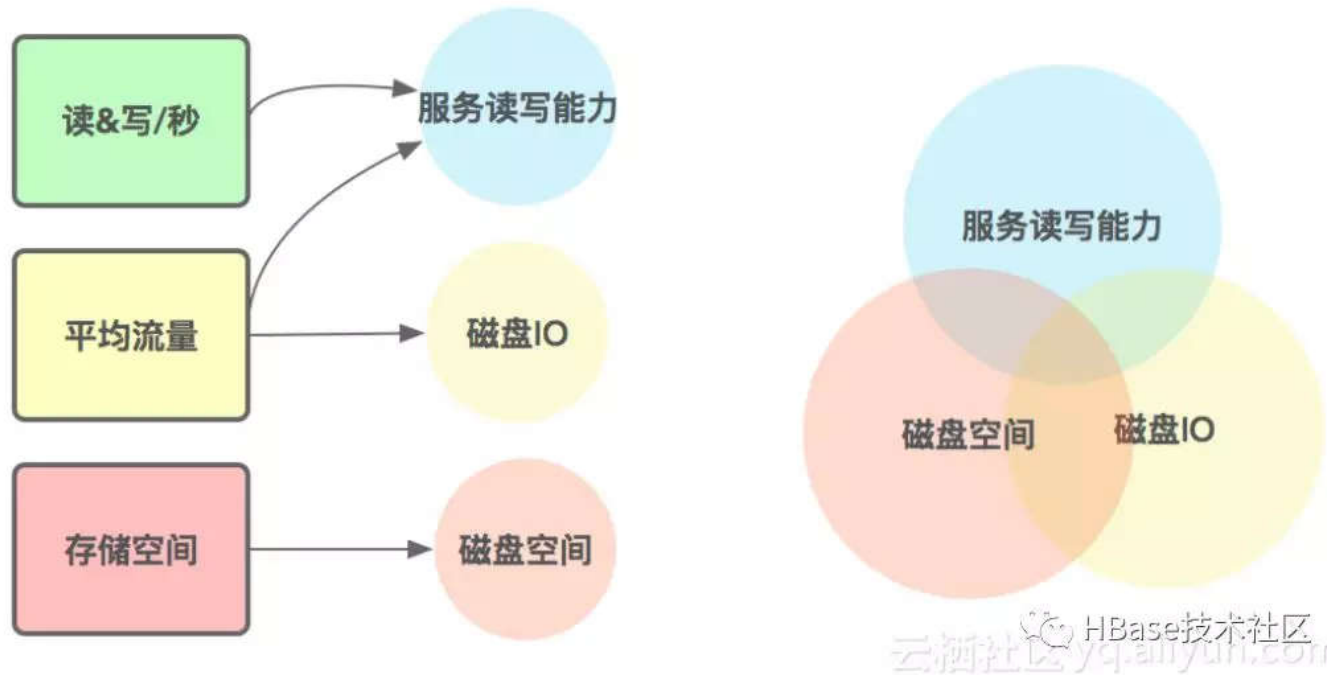 读&写/秒
服务读写能力
平均流量
磁盘IO
存储空间
磁盘空间
服务读写能力
磁盘空间
磁盘IO
HBase技术社区
云栖社区 yq.aliyun.com